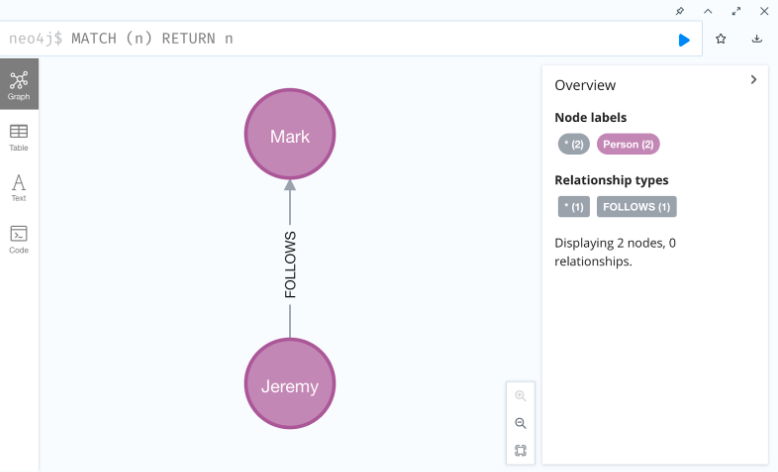 neo4j$ MATCH (n) RETURN n
Graph
Table
Text
Code
Mark
FOLLOWS
Jeremy
Overview
Node labels
* (2) Person (2)
Relationship types
* (1) FOLLOWS (1)
Displaying 2 nodes, 0
relationships.